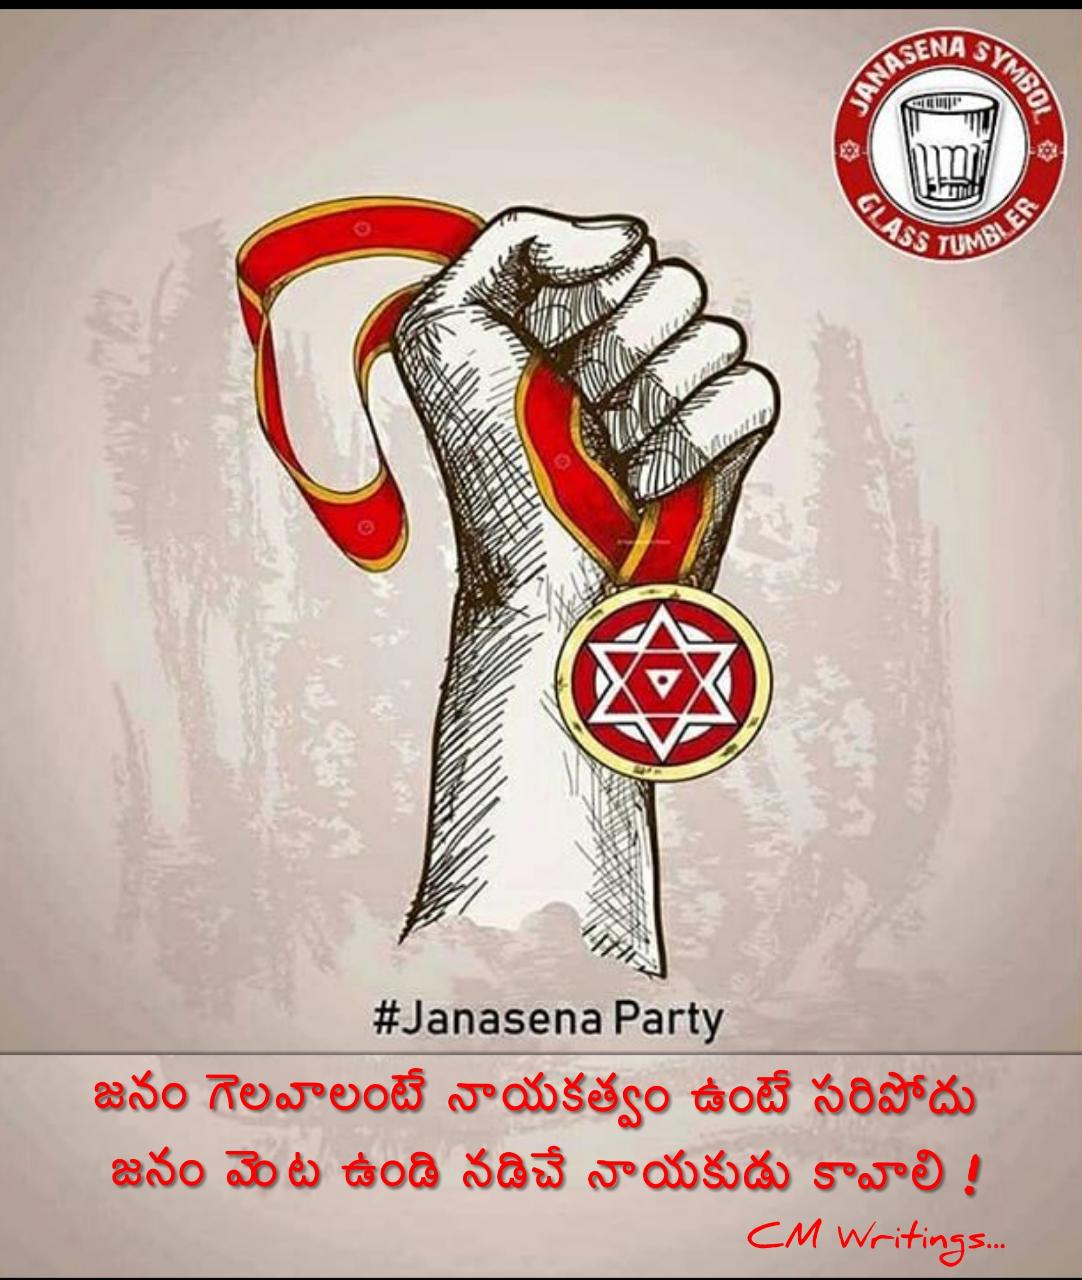 JANASENA SYMBOL
GLASS TUMBLER
#Janasena Party
జనం గెలవాలంటే నాయకత్వం ఉంటే సరిపోదు
జనం వెంట ఉండి నడిచే నాయకుడు కావాలి !
CM Writings...